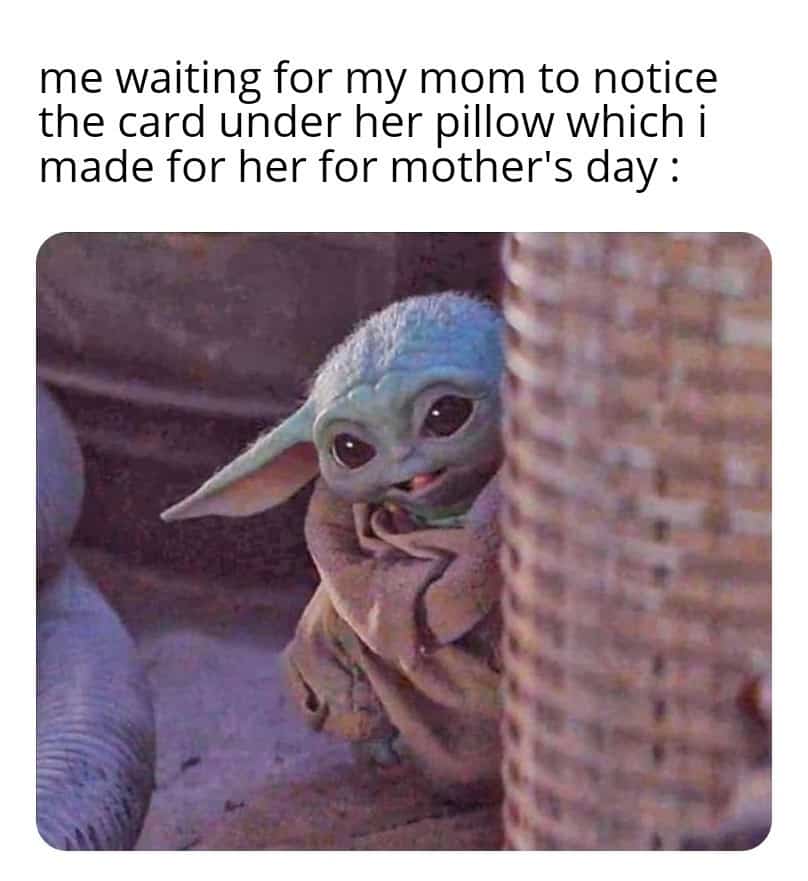 me waiting for my mom to notice
the card under her pillow which i
made for her for mother's day :